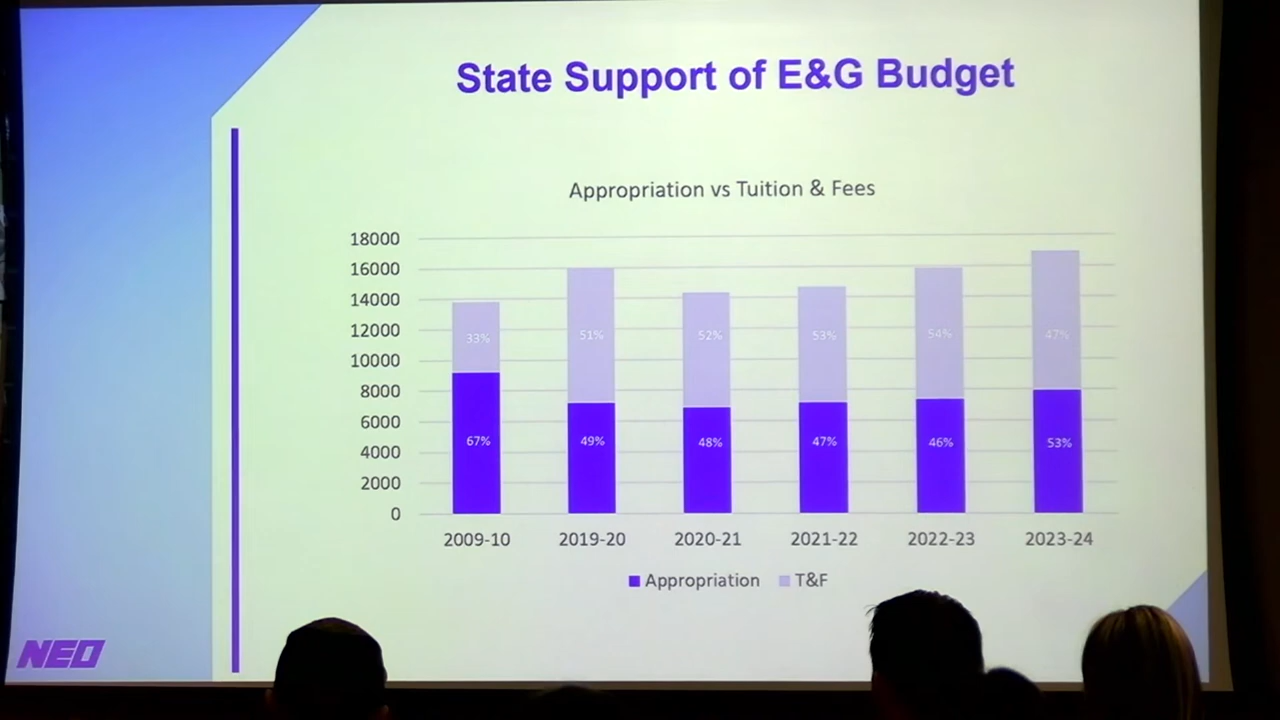 State Support of E&G Budget
Appropriation vs Tuition & Fees
18000
16000
14000
12000
10000
8000
6000
4000
2000
0
33% 51% 52% 53% 54% 47%
67% 49% 48% 47% 46% 53%
2009-10 2019-20 2020-21 2021-22 2022-23 2023-24
Appropriation T&F
NEO